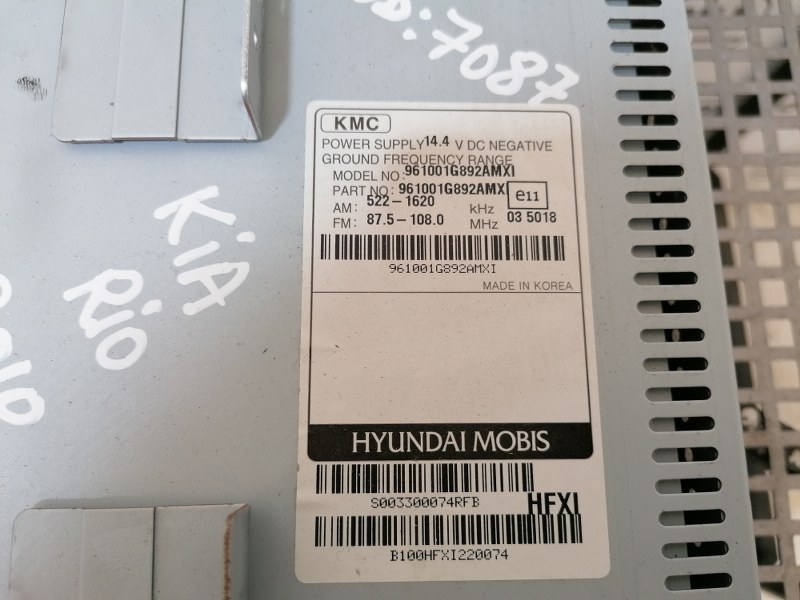 D:7087
KMC
POWER SUPPLY 14.4 V DC NEGATIVE
GROUND FREQUENCY RANGE
MODEL NO: 961001G892AMXI
PART NO: 961001G892AMX
e11
AM: 522-1620 kHz
FM: 87.5-108.0 MHz
03 5018
961001G892AMXI
MADE IN KOREA
KiA
Rio
HYUNDAI MOBIS
S003300074RFB
HFXI
B100HFXI220074